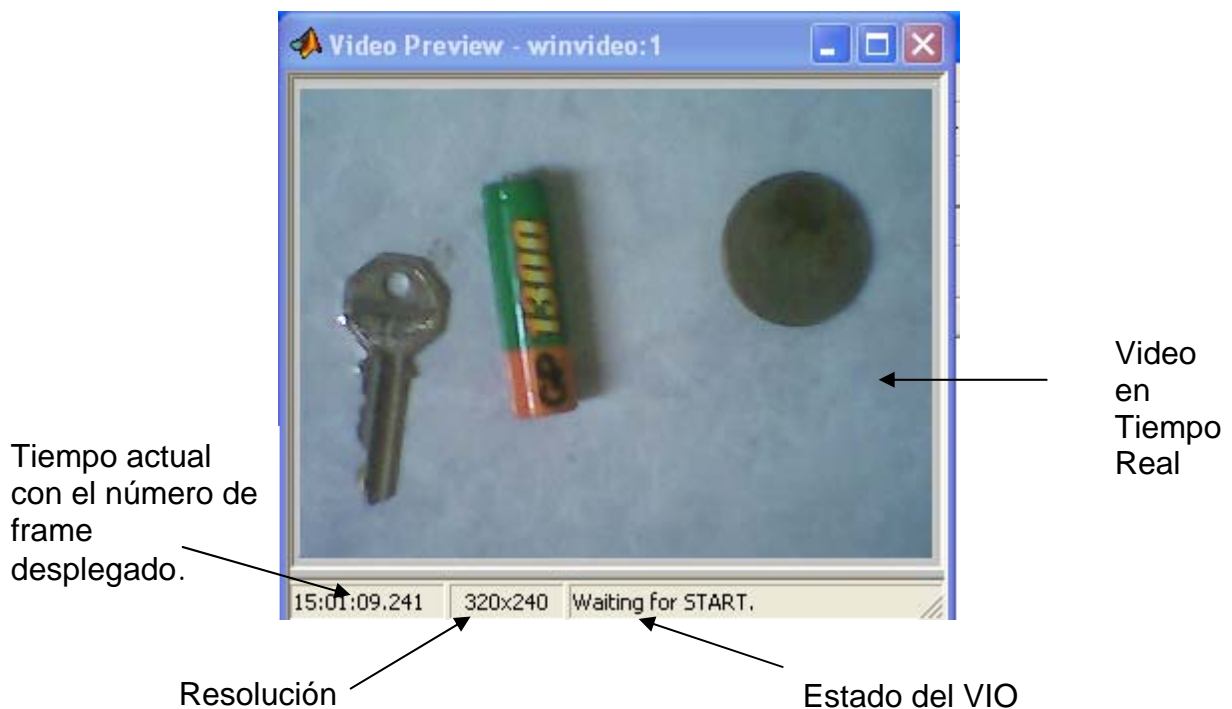 Video Preview - winvideo:1
1300
GP
Video
en
Tiempo
Real
Tiempo actual
con el número de
frame
desplegado.
15:01:09.241 320x240 Waiting for START.
Resolución
Estado del VIO